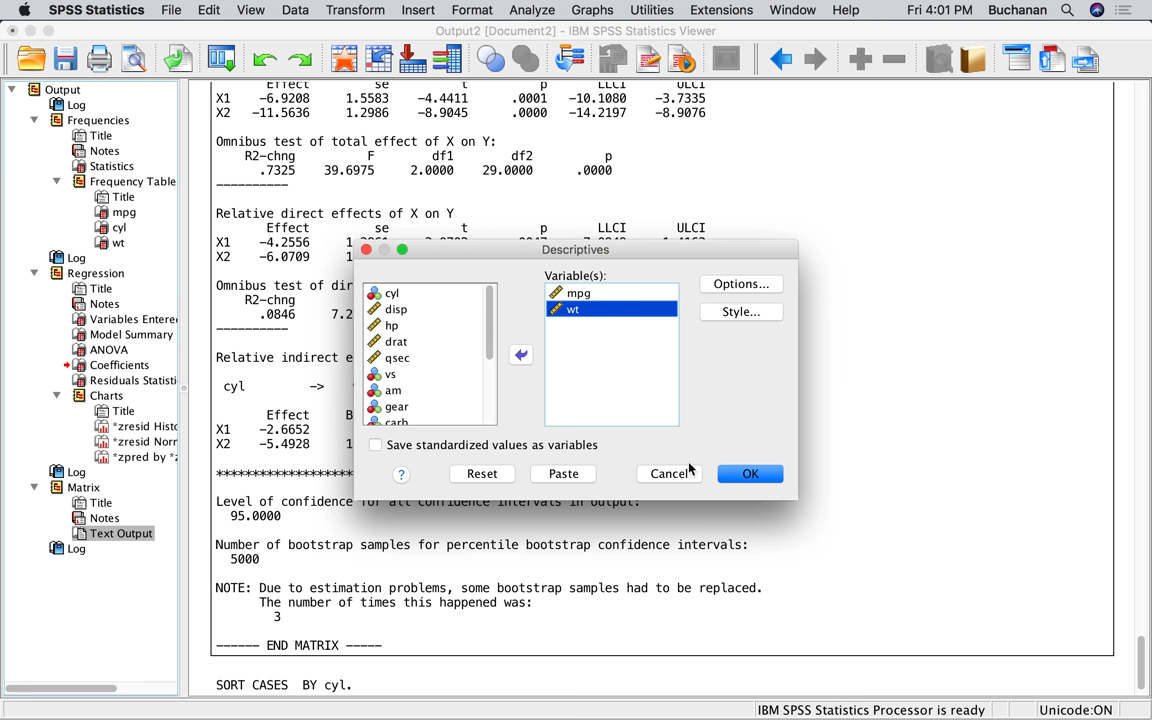 SPSS Statistics File Edit View Data Transform Insert Format Analyze Graphs Utilities Extensions Window Help Fri 4:01 PM Buchanan
Output2 [Document2] - IBM SPSS Statistics Viewer
Output
Log
Frequencies
Title
Notes
Statistics
Frequency Table
Title
mpg
cyl
wt
Log
Regression
Title
Notes
Variables Entere
Model Summary
ANOVA
Coefficients
Residuals Statisti
Charts
Title
*zresid Hist
*zresid Norr
*zpred by *z
Log
Matrix
Title
Notes
Text Output
Log
Effect se t p LLCI ULCI
X1 -6.9208 1.5583 -4.4411 .0001 -10.1080 -3.7335
X2 -11.5636 1.2986 -8.9045 .0000 -14.2197 -8.9076
Omnibus test of total effect of X on Y:
R2-chng F df1 df2 p
.7325 39.6975 2.0000 29.0000 .0000
----------
Relative direct effects of X on Y
Effect se t p LLCI ULCI
X1 -4.2556
X2 -6.0709
Omnibus test of dir
R2-chng
.0846 7.2
----------
Relative indirect e
cyl ->
Effect B
X1 -2.6652
X2 -5.4928 1
*******************
Level of confidence for all confidence intervals in output:
95.0000
Number of bootstrap samples for percentile bootstrap confidence intervals:
5000
NOTE: Due to estimation problems, some bootstrap samples had to be replaced.
The number of times this happened was:
3
------ END MATRIX -----
SORT CASES BY cyl.
Descriptives
Variable(s):
cyl
disp
hp
drat
qsec
vs
am
gear
carb
mpg
wt
Options...
Style...
Save standardized values as variables
? Reset Paste Cancel OK
IBM SPSS Statistics Processor is ready Unicode:ON